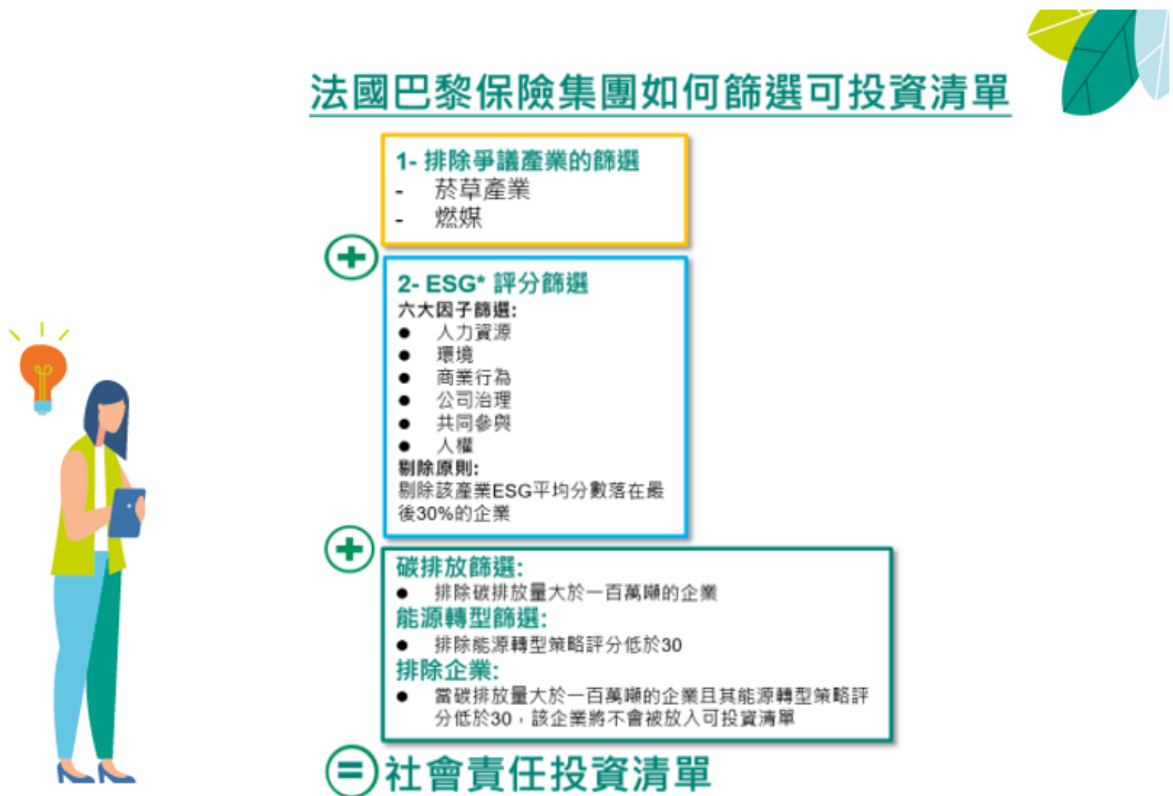 法國巴黎保險集團如何篩選可投資清單
1- 排除爭議產業的篩選
- 菸草產業
- 燃媒
2- ESG* 評分篩選
六大因子篩選:
● 人力資源
● 環境
● 商業行為
● 公司治理
● 共同參與
● 人權
剔除原則:
剔除該產業ESG平均分數落在最
後30%的企業
碳排放篩選:
● 排除碳排放量大於一百萬噸的企業
能源轉型篩選:
● 排除能源轉型策略評分低於30
排除企業:
● 當碳排放量大於一百萬噸的企業且其能源轉型策略評
分低於30，該企業將不會被放入可投資清單
社會責任投資清單